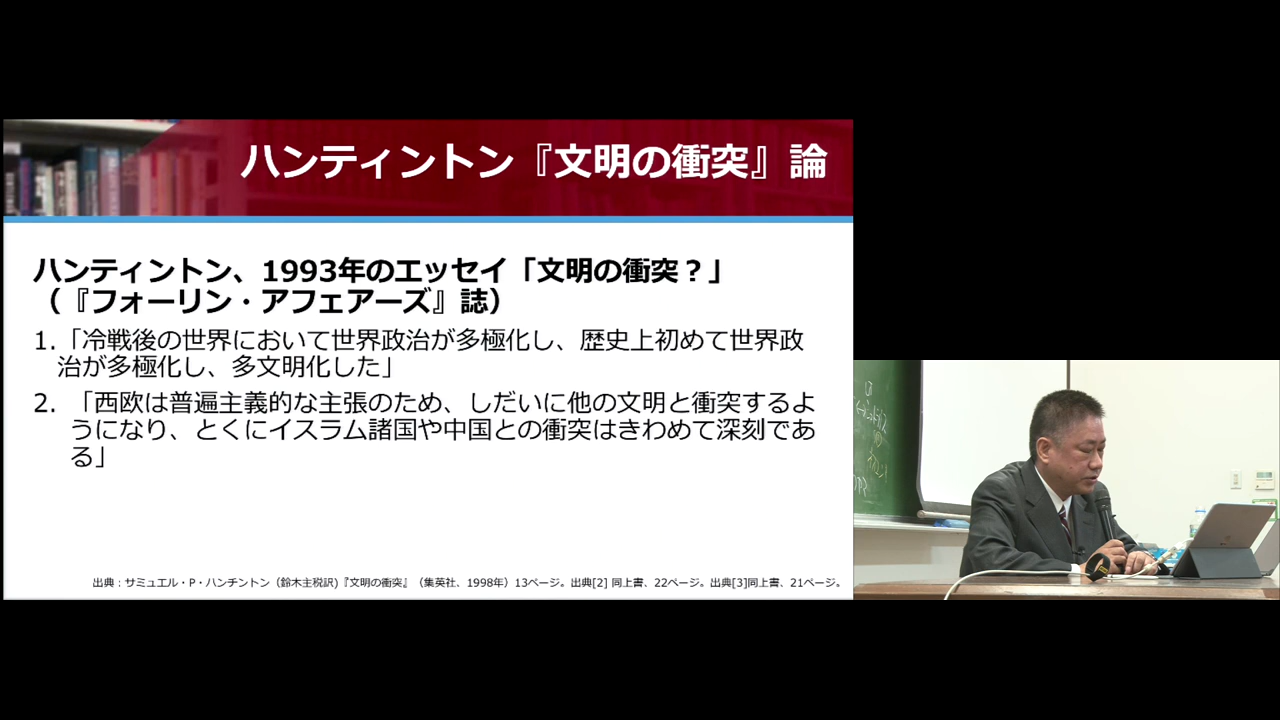 ハンティントン『文明の衝突』論
ハンティントン、1993年のエッセイ「文明の衝突？」
（『フォーリン・アフェアーズ』誌）
1.「冷戦後の世界において世界政治が多極化し、歴史上初めて世界政
治が多極化し、多文明化した」
2. 「西欧は普遍主義的な主張のため、しだいに他の文明と衝突するよ
うになり、とくにイスラム諸国や中国との衝突はきわめて深刻であ
る」
出典：サミュエル・P・ハンチントン（鈴木主税訳)『文明の衝突』（集英社、1998年）13ページ。出典[2] 同上書、22ページ。出典[3]同上書、21ページ。